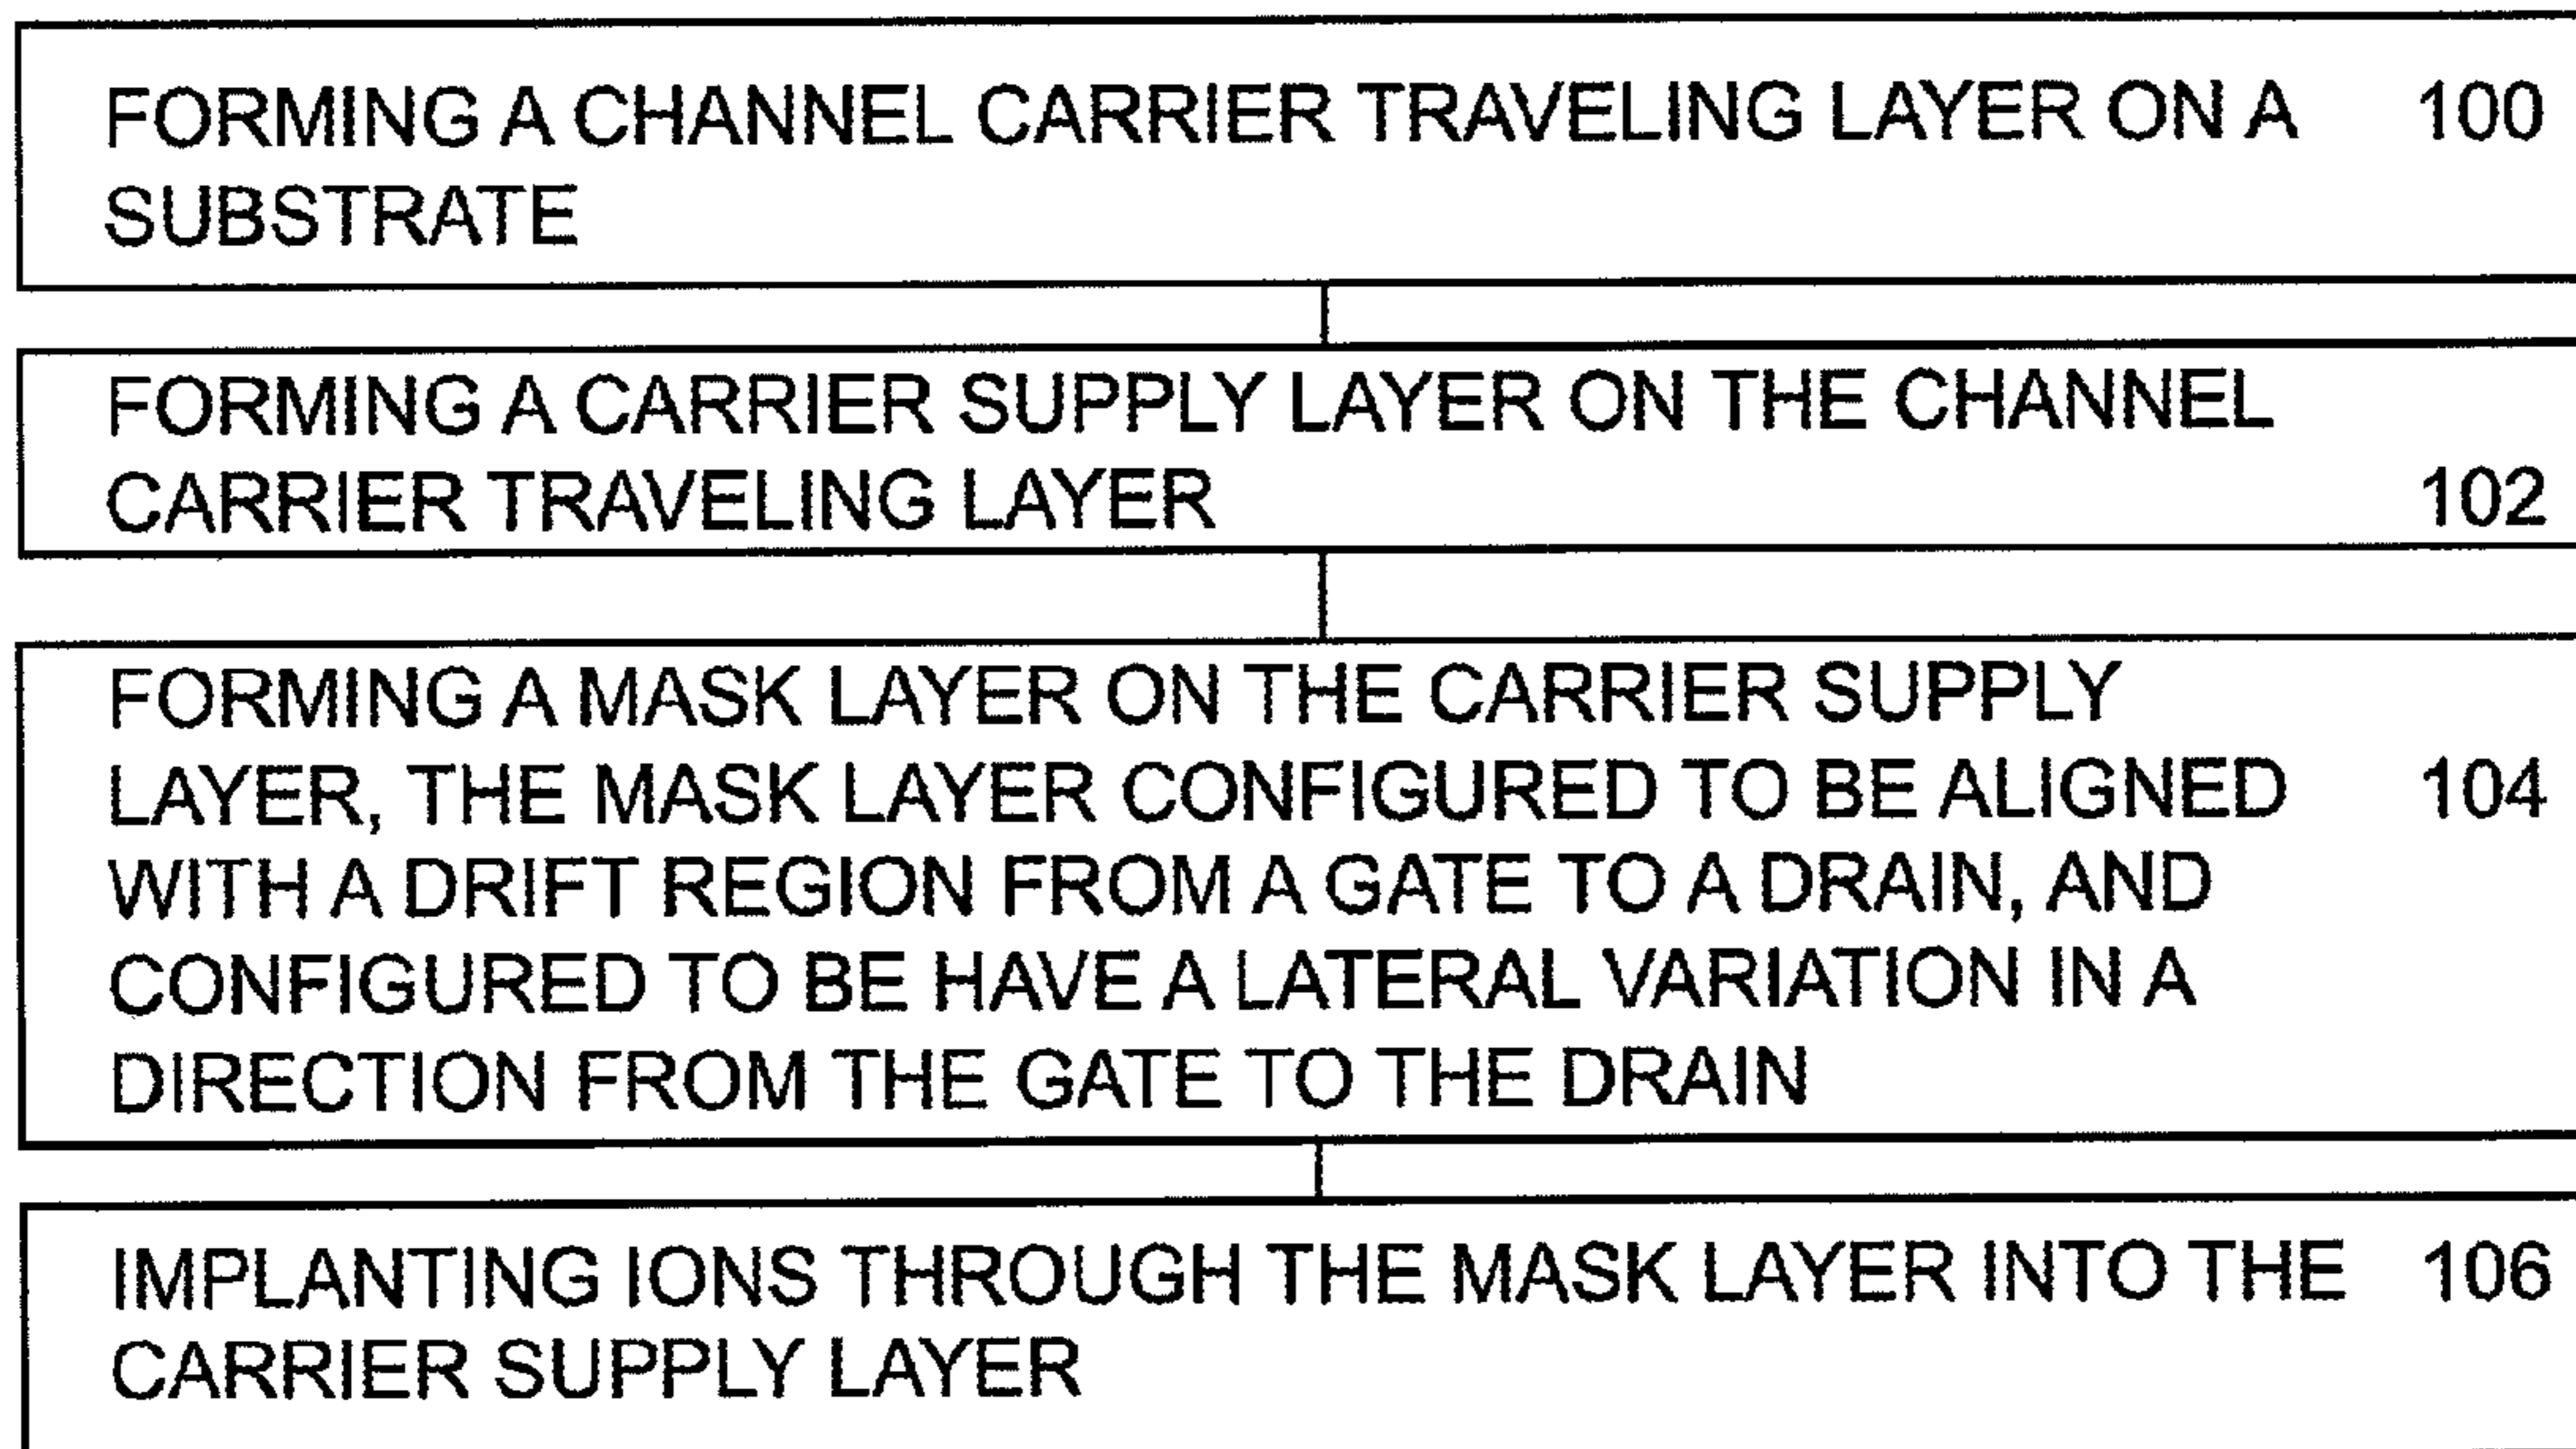 FORMING A CHANNEL CARRIER TRAVELING LAYER ON A 100
SUBSTRATE
FORMING A CARRIER SUPPLY LAYER ON THE CHANNEL
CARRIER TRAVELING LAYER 102
FORMING A MASK LAYER ON THE CARRIER SUPPLY
LAYER, THE MASK LAYER CONFIGURED TO BE ALIGNED 104
WITH A DRIFT REGION FROM A GATE TO A DRAIN, AND
CONFIGURED TO BE HAVE A LATERAL VARIATION IN A
DIRECTION FROM THE GATE TO THE DRAIN
IMPLANTING IONS THROUGH THE MASK LAYER INTO THE 106
CARRIER SUPPLY LAYER